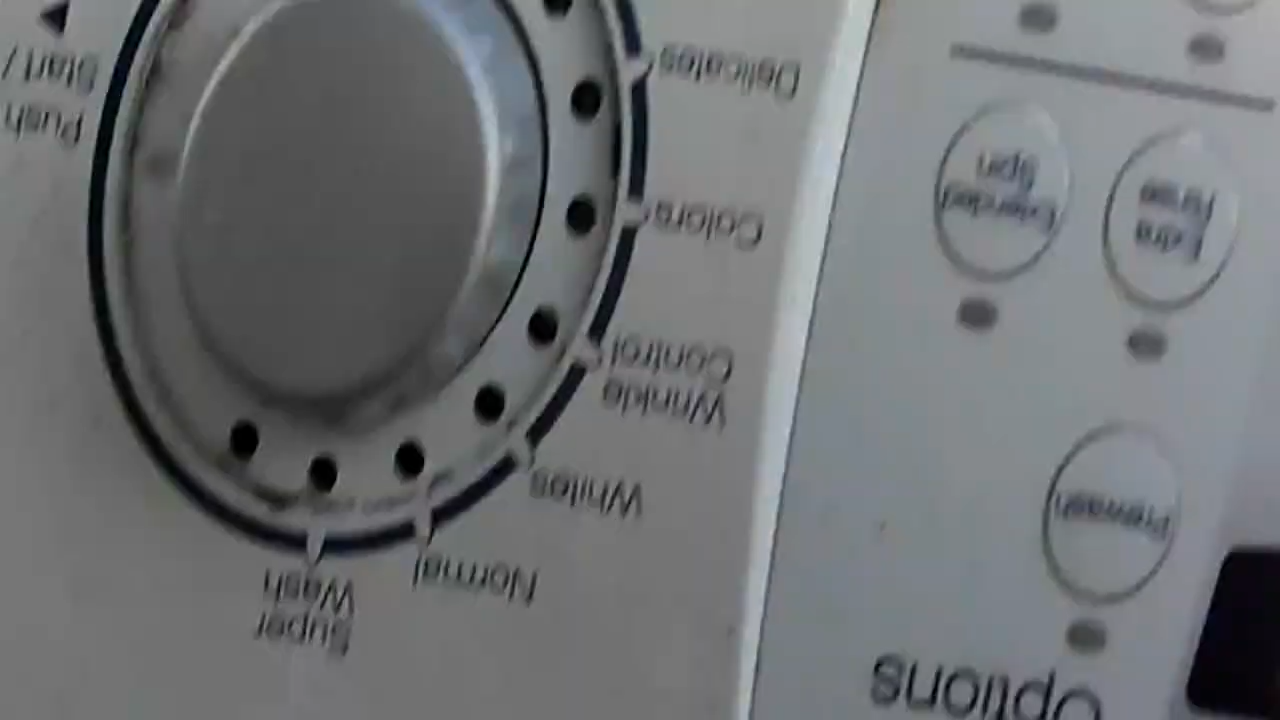 Super
Wash
Normal
Whites
Wrinkle
Control
Colors
Delicates
Push
Start /
Options
Prewash
Extra
Rinse
Extended
Spin